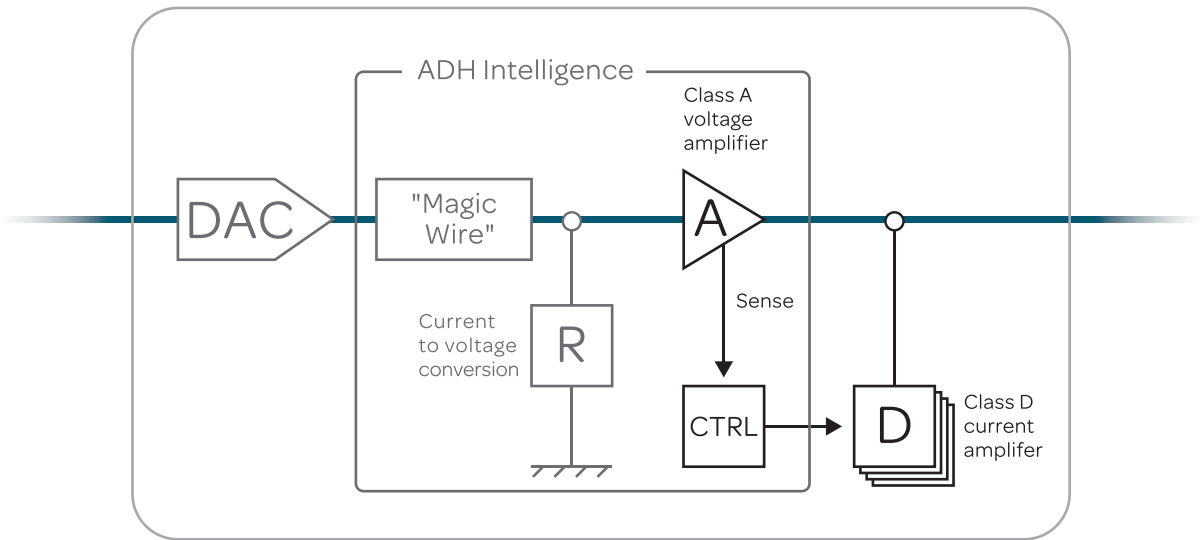 ADH Intelligence
Class A
voltage
amplifier
DAC
"Magic
Wire"
A
Sense
Current
to voltage
conversion
R
CTRL
D
Class D
current
amplifer